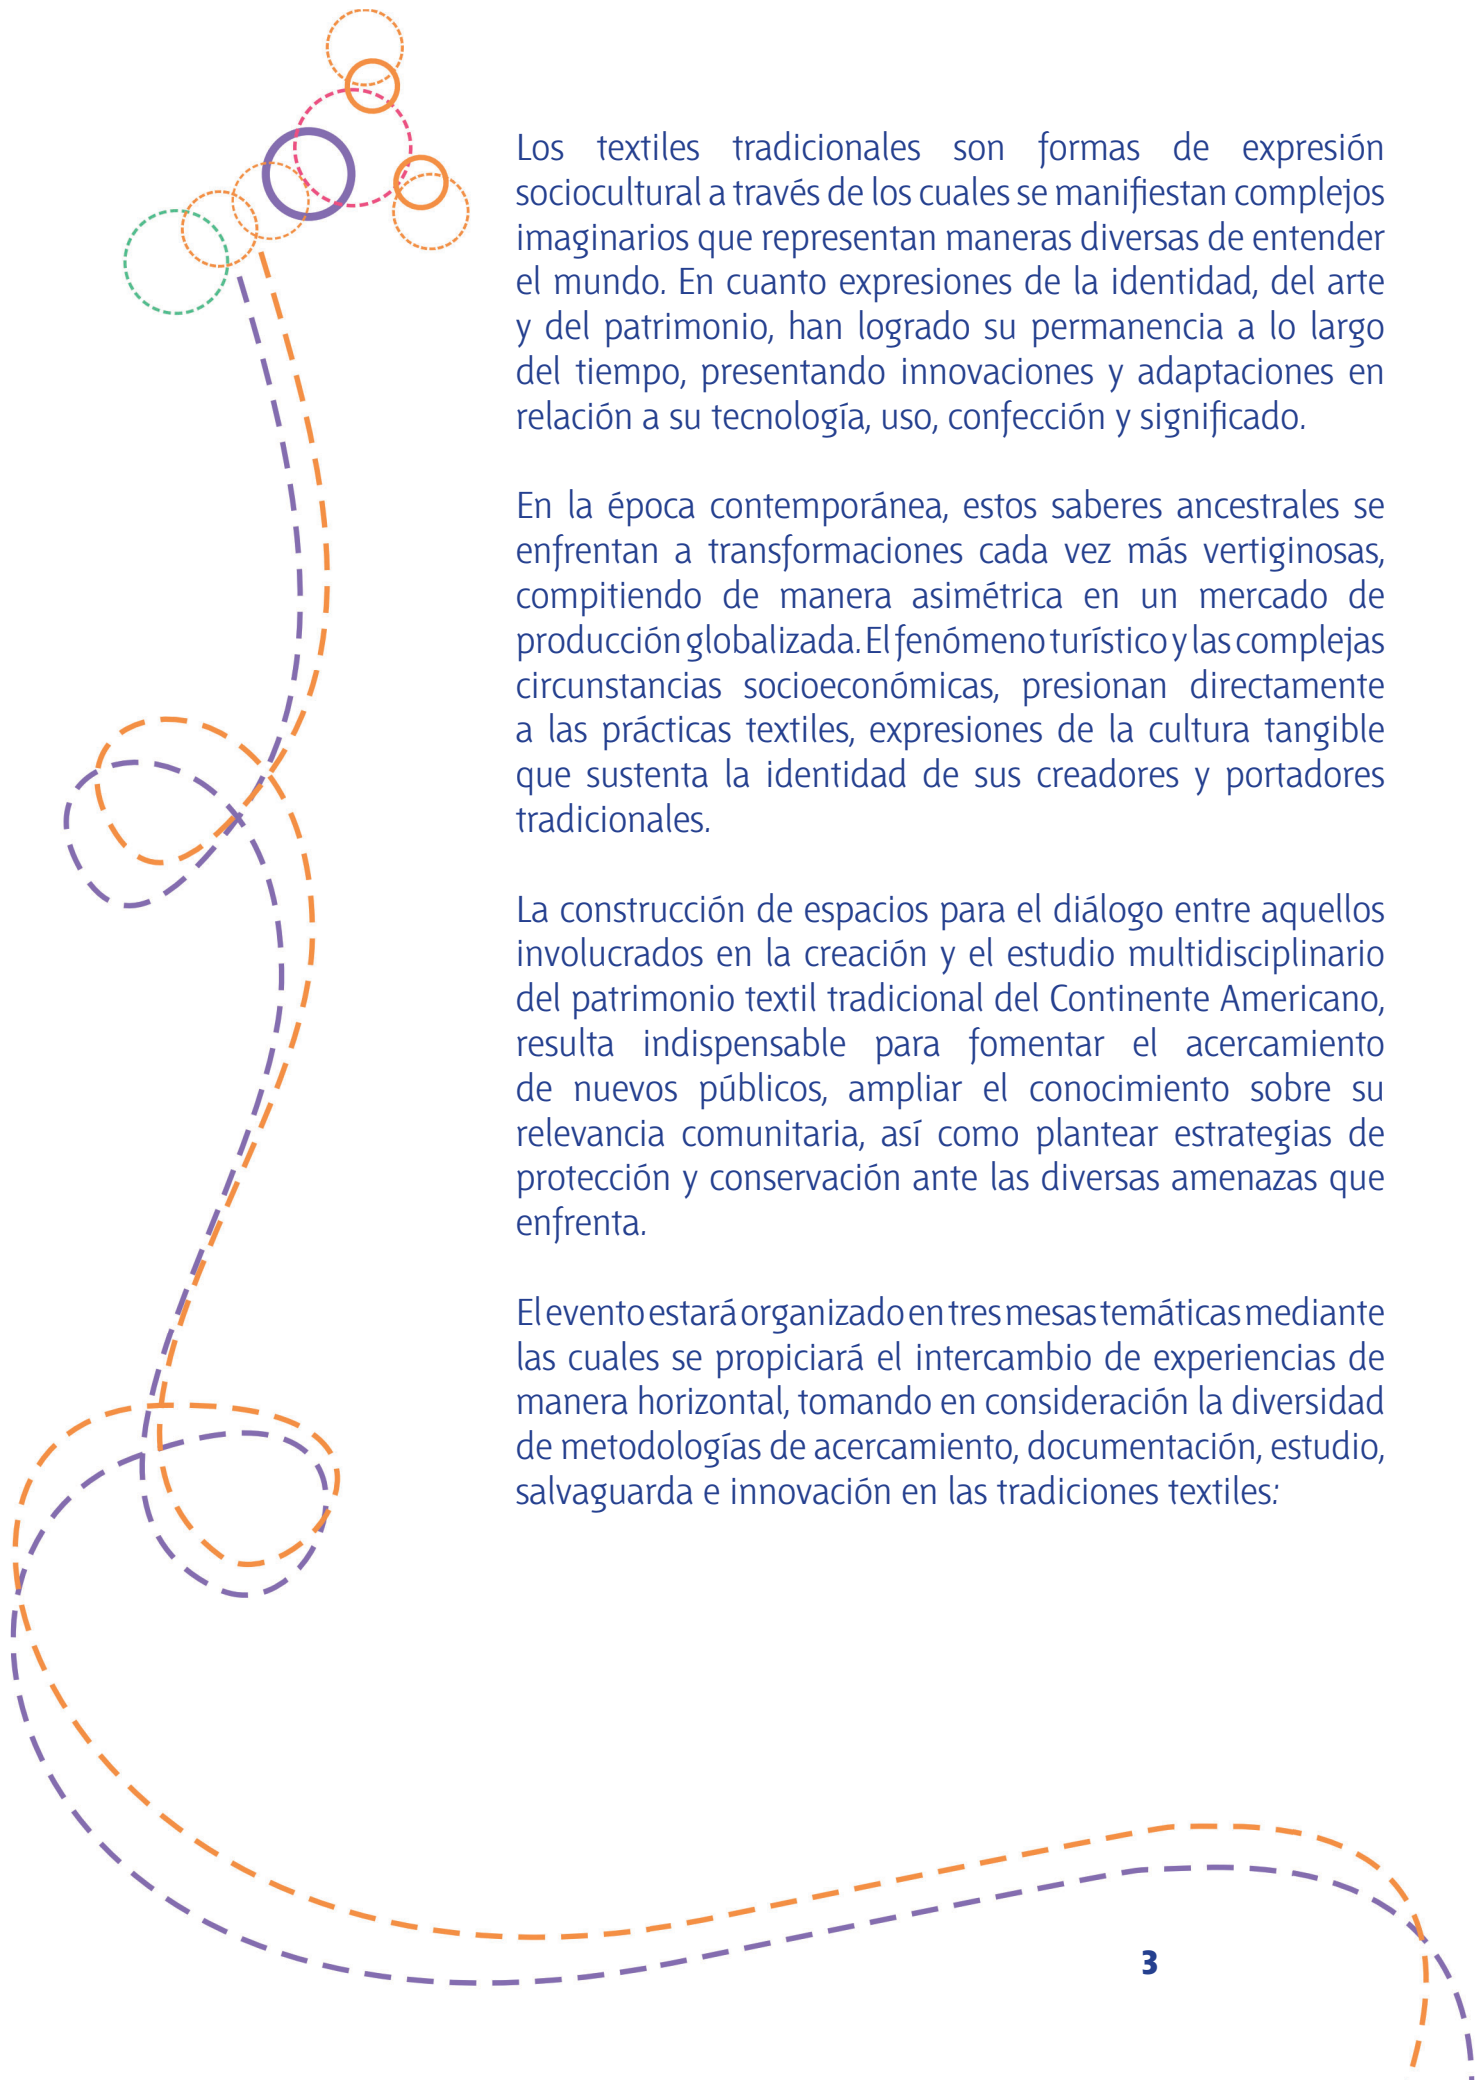 Los textiles tradicionales son formas de expresión
sociocultural a través de los cuales se manifiestan complejos
imaginarios que representan maneras diversas de entender
el mundo. En cuanto expresiones de la identidad, del arte
y del patrimonio, han logrado su permanencia a lo largo
del tiempo, presentando innovaciones y adaptaciones en
relación a su tecnología, uso, confección y significado.
En la época contemporánea, estos saberes ancestrales se
enfrentan a transformaciones cada vez más vertiginosas,
compitiendo de manera asimétrica en un mercado de
producción globalizada. El fenómeno turístico y las complejas
circunstancias socioeconómicas, presionan directamente
a las prácticas textiles, expresiones de la cultura tangible
que sustenta la identidad de sus creadores y portadores
tradicionales.
La construcción de espacios para el diálogo entre aquellos
involucrados en la creación y el estudio multidisciplinario
del patrimonio textil tradicional del Continente Americano,
resulta indispensable para fomentar el acercamiento
de nuevos públicos, ampliar el conocimiento sobre su
relevancia comunitaria, así como plantear estrategias de
protección y conservación ante las diversas amenazas que
enfrenta.
El evento estará organizado en tres mesas temáticas mediante
las cuales se propiciará el intercambio de experiencias de
manera horizontal, tomando en consideración la diversidad
de metodologías de acercamiento, documentación, estudio,
salvaguarda e innovación en las tradiciones textiles:
3